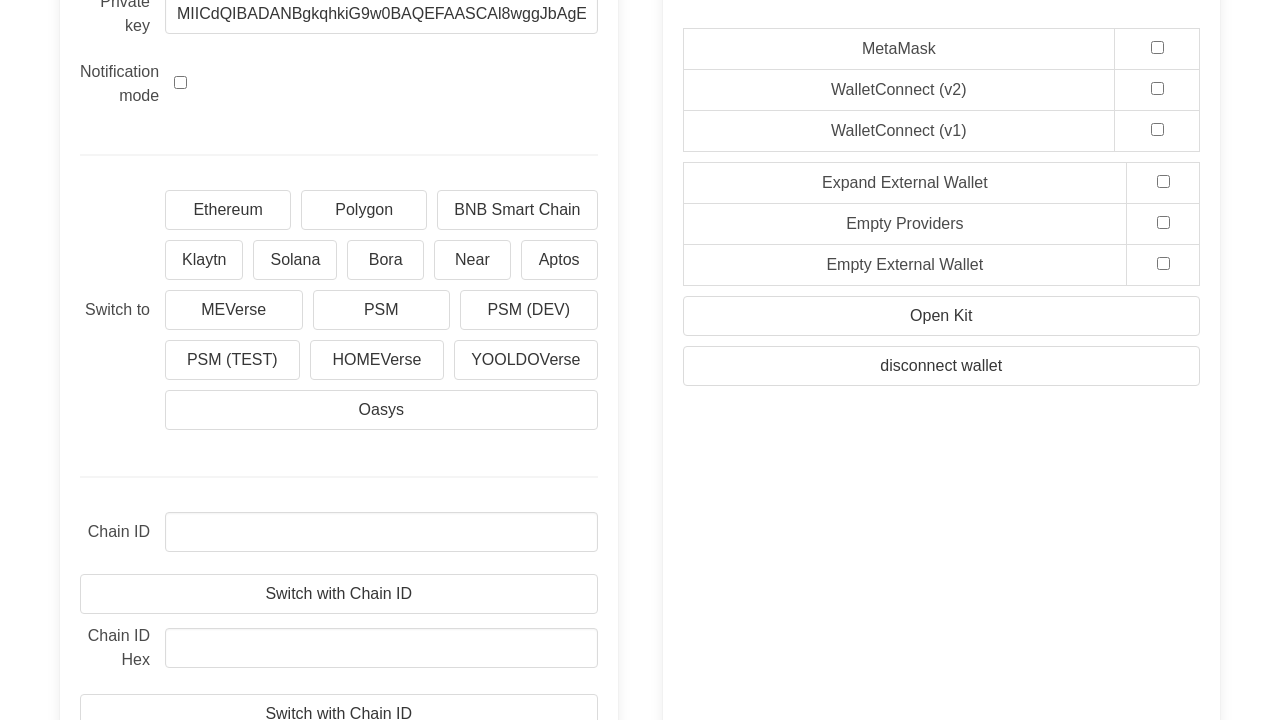 Private
key
MIICdQIBADANBgkqhkiG9w0BAQEFAASCAl8wggJbAgE
Notification
mode
Switch to
Ethereum
Polygon
BNB Smart Chain
Klaytn
Solana
Bora
Near
Aptos
MEVerse
PSM
PSM (DEV)
PSM (TEST)
HOMEVerse
YOOLDOVerse
Oasys
Chain ID
Switch with Chain ID
Chain ID
Hex
Switch with Chain ID
MetaMask
WalletConnect (v2)
WalletConnect (v1)
Expand External Wallet
Empty Providers
Empty External Wallet
Open Kit
disconnect wallet